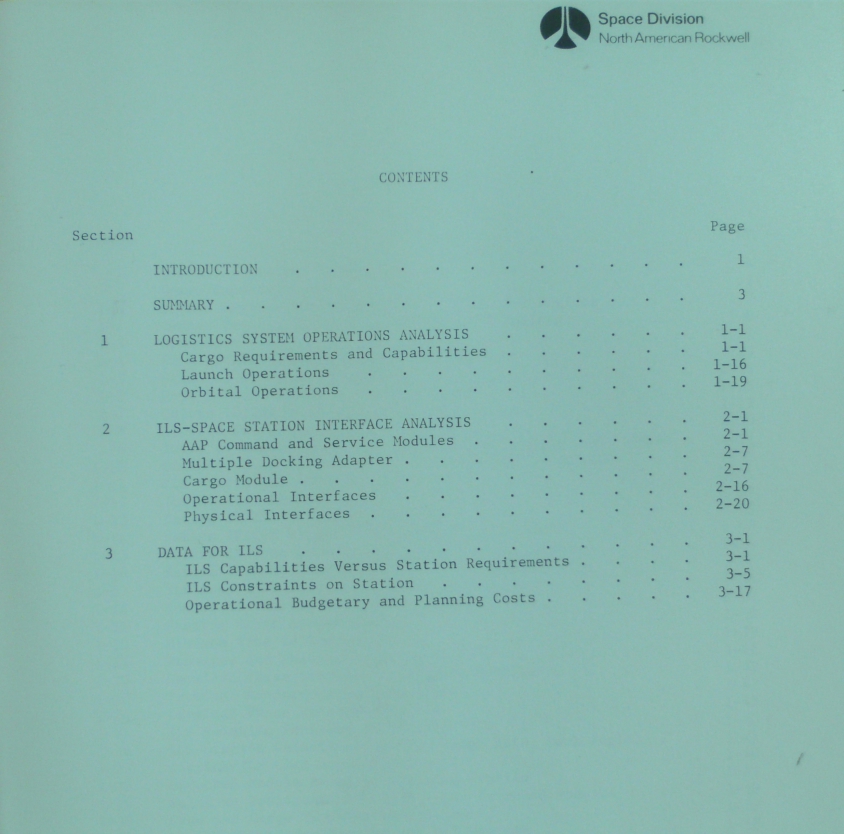 Space Division
North American Rockwell
CONTENTS
Section Page
INTRODUCTION . . . . . . . . . . . . 1
SUMMARY . . . . . . . . . . . . . . 3
1 LOGISTICS SYSTEM OPERATIONS ANALYSIS . . . . . . 1-1
Cargo Requirements and Capabilities . . . . . . 1-1
Launch Operations . . . . . . . . . . 1-16
Orbital Operations . . . . . . . . . . 1-19
2 ILS-SPACE STATION INTERFACE ANALYSIS . . . . . . 2-1
AAP Command and Service Modules . . . . . . . 2-1
Multiple Docking Adapter . . . . . . . . . 2-7
Cargo Module . . . . . . . . . . . . 2-7
Operational Interfaces . . . . . . . . . 2-16
Physical Interfaces . . . . . . . . . . 2-20
3 DATA FOR ILS . . . . . . . . . . . . 3-1
ILS Capabilities Versus Station Requirements . . . . 3-1
ILS Constraints on Station . . . . . . . . 3-5
Operational Budgetary and Planning Costs . . . . . 3-17